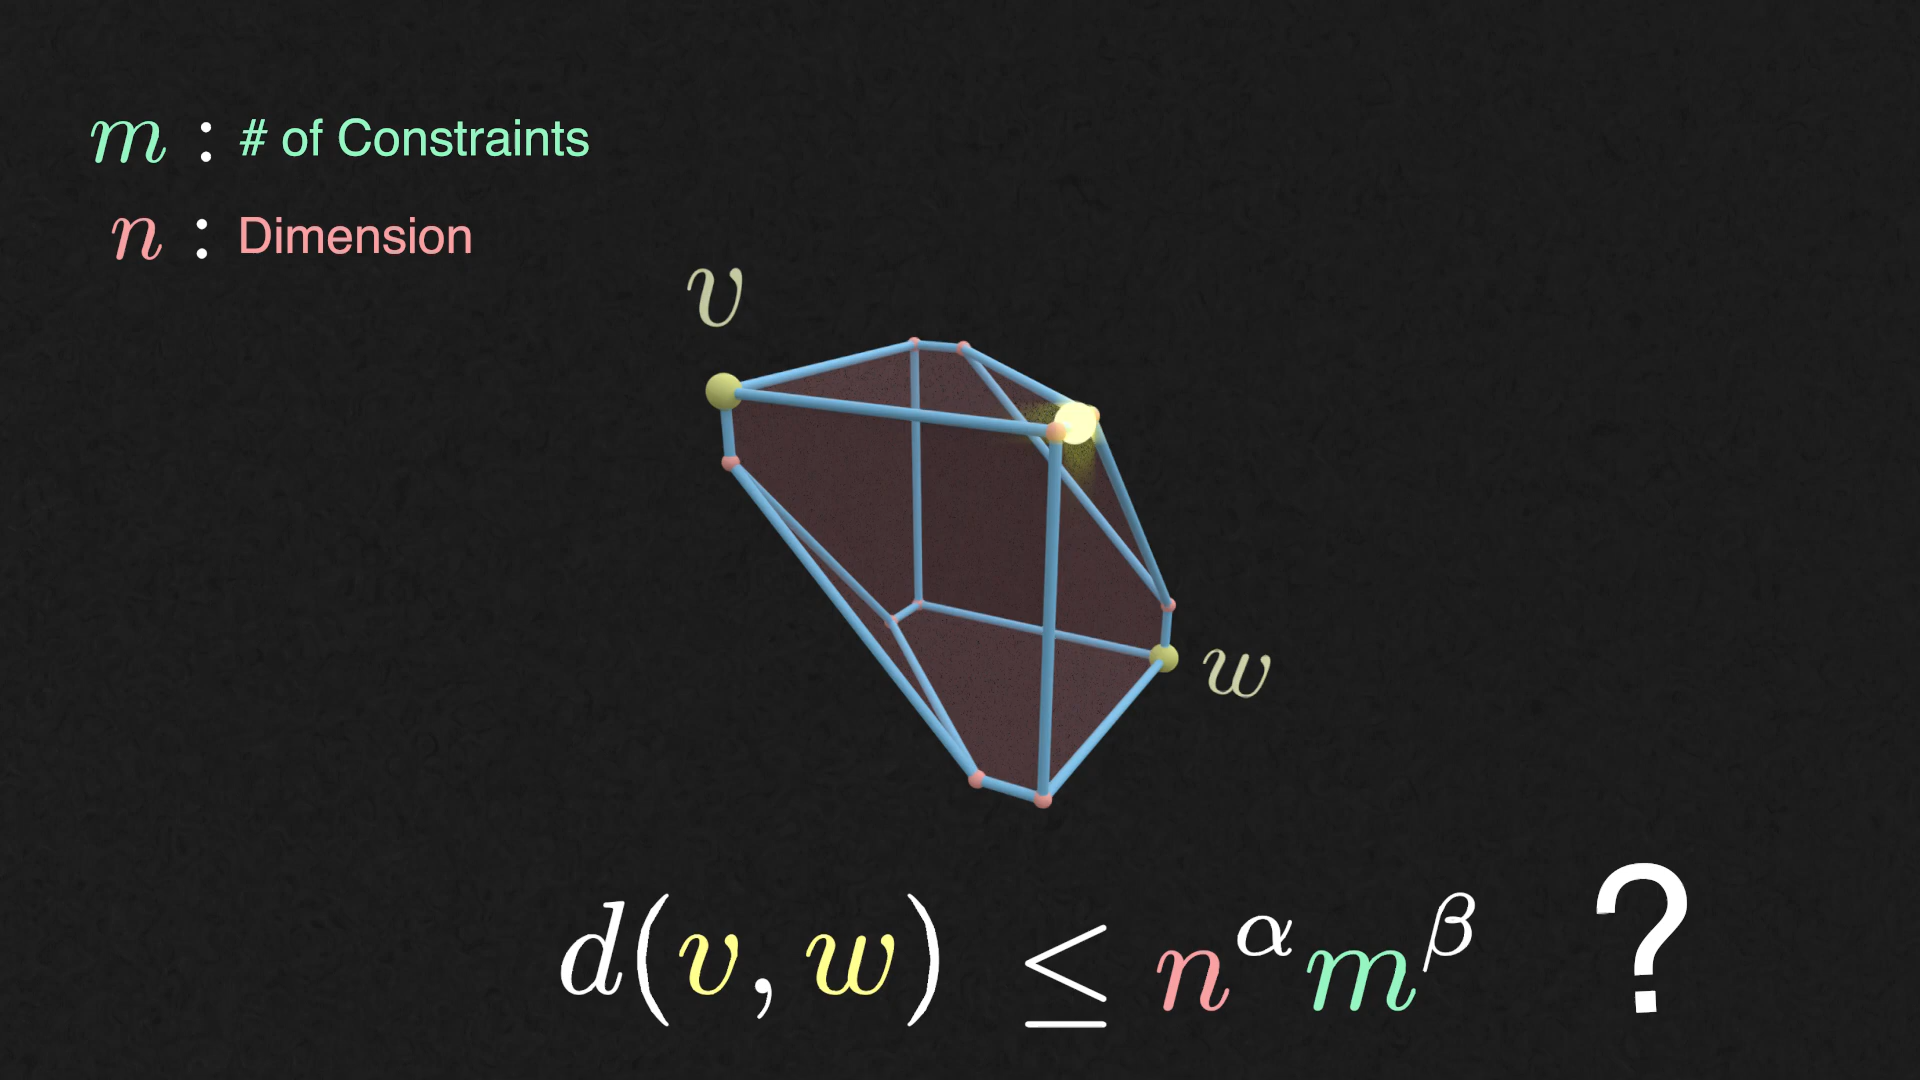 m : # of Constraints
n : Dimension
v
w
d(v, w) ≤ n^α m^β ?